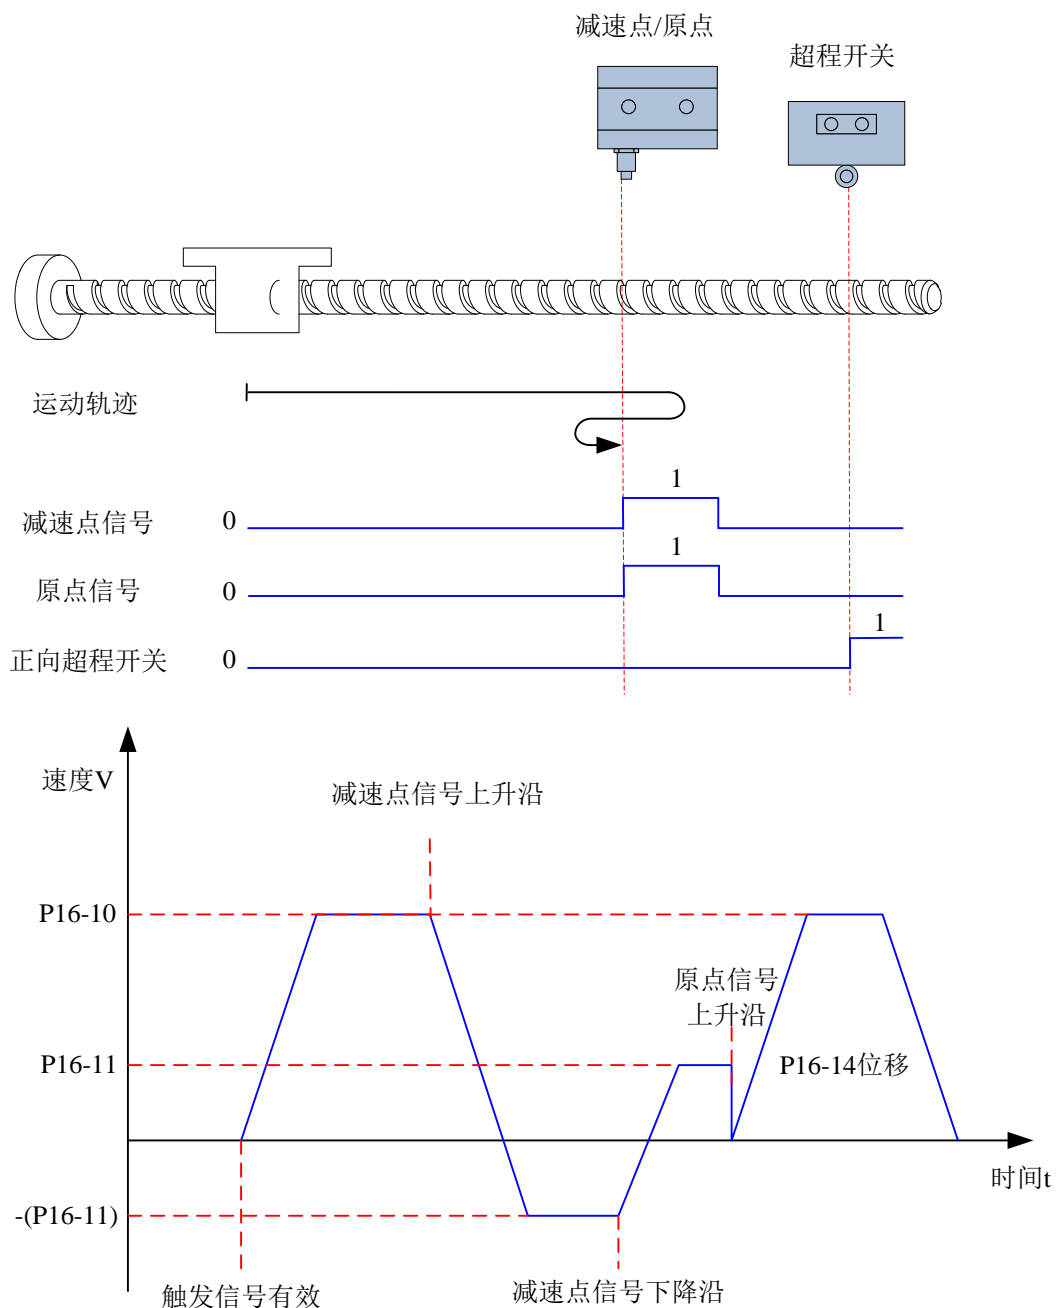 减速点/原点
超程开关
运动轨迹
1
减速点信号 0
1
原点信号 0
1
正向超程开关 0
速度V
减速点信号上升沿
P16-10
原点信号
上升沿
P16-11
P16-14位移
时间t
-(P16-11)
触发信号有效
减速点信号下降沿